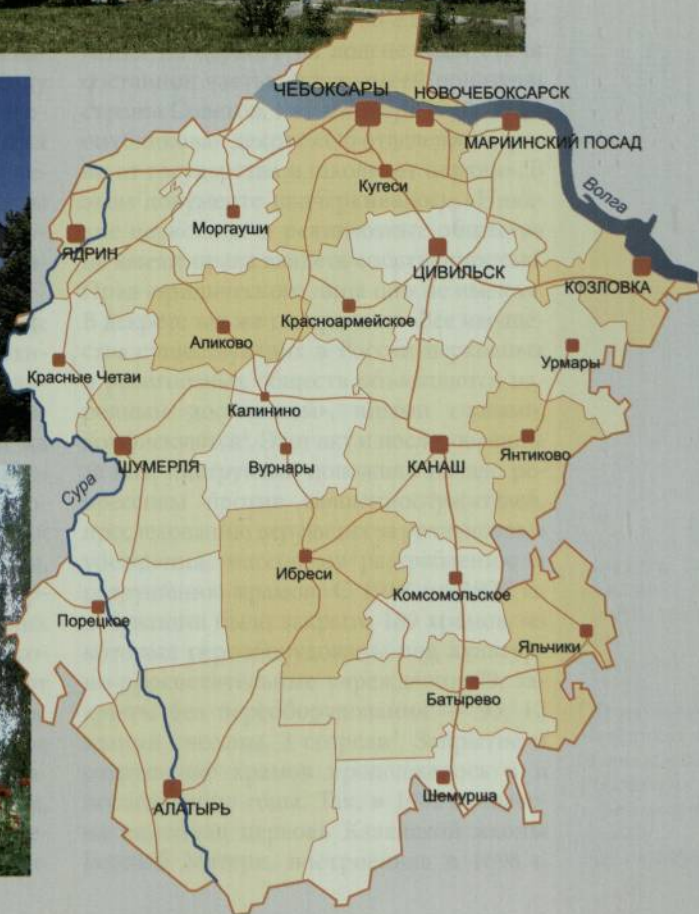 ЧЕБОКСАРЫ
НОВОЧЕБОКСАРСК
МАРИИНСКИЙ ПОСАД
Кугеси
Волга
Моргауши
ЯДРИН
ЦИВИЛЬСК
КОЗЛОВКА
Красноармейское
Аликово
Урмары
Красные Четаи
Калинино
ШУМЕРЛЯ
Вурнары
КАНАШ
Янтиково
Сура
Ибреси
Комсомольское
Порецкое
Яльчики
Батырево
АЛАТЫРЬ
Шемурша